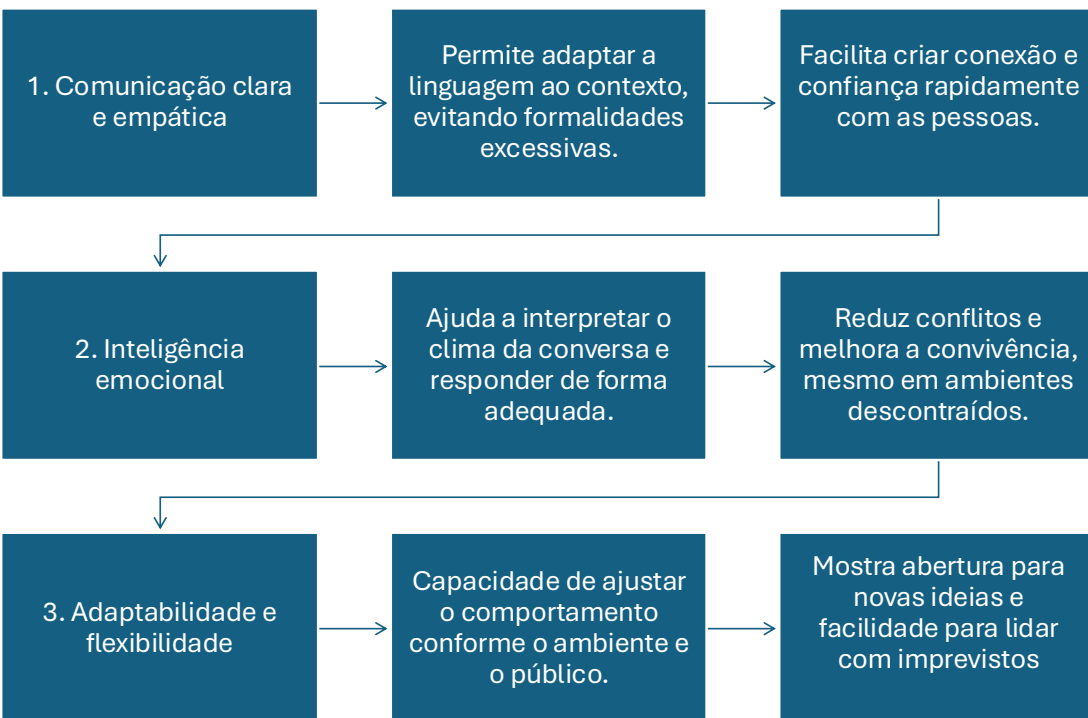 1. Comunicação clara
e empática
Permite adaptar a
linguagem ao contexto,
evitando formalidades
excessivas.
Facilita criar conexão e
confiança rapidamente
com as pessoas.
2. Inteligência
emocional
Ajuda a interpretar o
clima da conversa e
responder de forma
adequada.
Reduz conflitos e
melhora a convivência,
mesmo em ambientes
descontraídos.
3. Adaptabilidade e
flexibilidade
Capacidade de ajustar
o comportamento
conforme o ambiente e
o público.
Mostra abertura para
novas ideias e
facilidade para lidar
com imprevistos